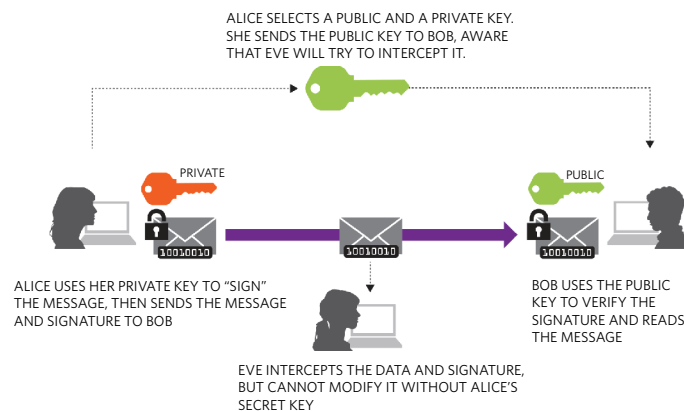 ALICE SELECTS A PUBLIC AND A PRIVATE KEY.
SHE SENDS THE PUBLIC KEY TO BOB, AWARE
THAT EVE WILL TRY TO INTERCEPT IT.
PRIVATE
PUBLIC
10010010
10010010
10010010
ALICE USES HER PRIVATE KEY TO “SIGN”
THE MESSAGE, THEN SENDS THE MESSAGE
AND SIGNATURE TO BOB
BOB USES THE PUBLIC
KEY TO VERIFY THE
SIGNATURE AND READS
THE MESSAGE
EVE INTERCEPTS THE DATA AND SIGNATURE,
BUT CANNOT MODIFY IT WITHOUT ALICE’S
SECRET KEY